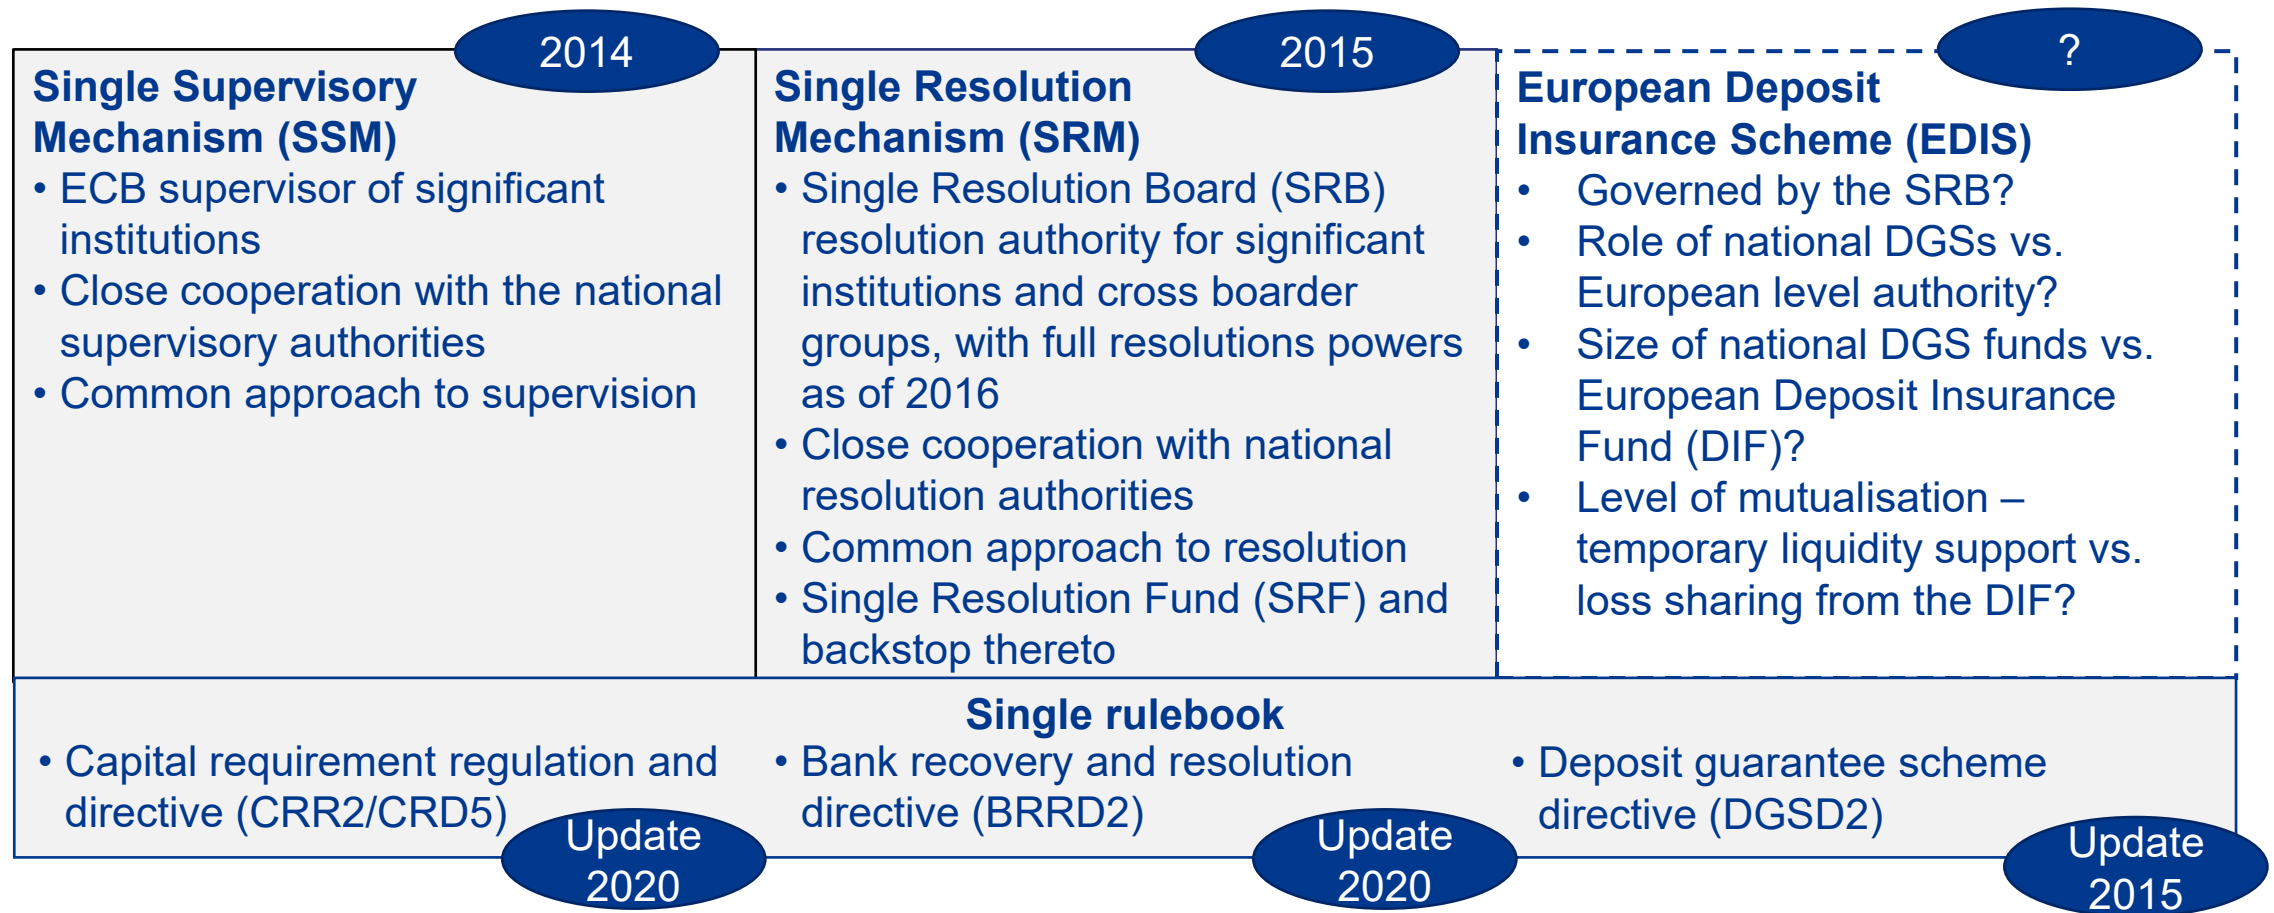 2014
Single Supervisory
Mechanism (SSM)
• ECB supervisor of significant
institutions
• Close cooperation with the national
supervisory authorities
• Common approach to supervision
2015
Single Resolution
Mechanism (SRM)
• Single Resolution Board (SRB)
resolution authority for significant
institutions and cross boarder
groups, with full resolutions powers
as of 2016
• Close cooperation with national
resolution authorities
• Common approach to resolution
• Single Resolution Fund (SRF) and
backstop thereto
?
European Deposit
Insurance Scheme (EDIS)
• Governed by the SRB?
• Role of national DGSs vs.
European level authority?
• Size of national DGS funds vs.
European Deposit Insurance
Fund (DIF)?
• Level of mutualisation –
temporary liquidity support vs.
loss sharing from the DIF?
Single rulebook
• Capital requirement regulation and
directive (CRR2/CRD5)
Update
2020
• Bank recovery and resolution
directive (BRRD2)
Update
2020
• Deposit guarantee scheme
directive (DGSD2)
Update
2015